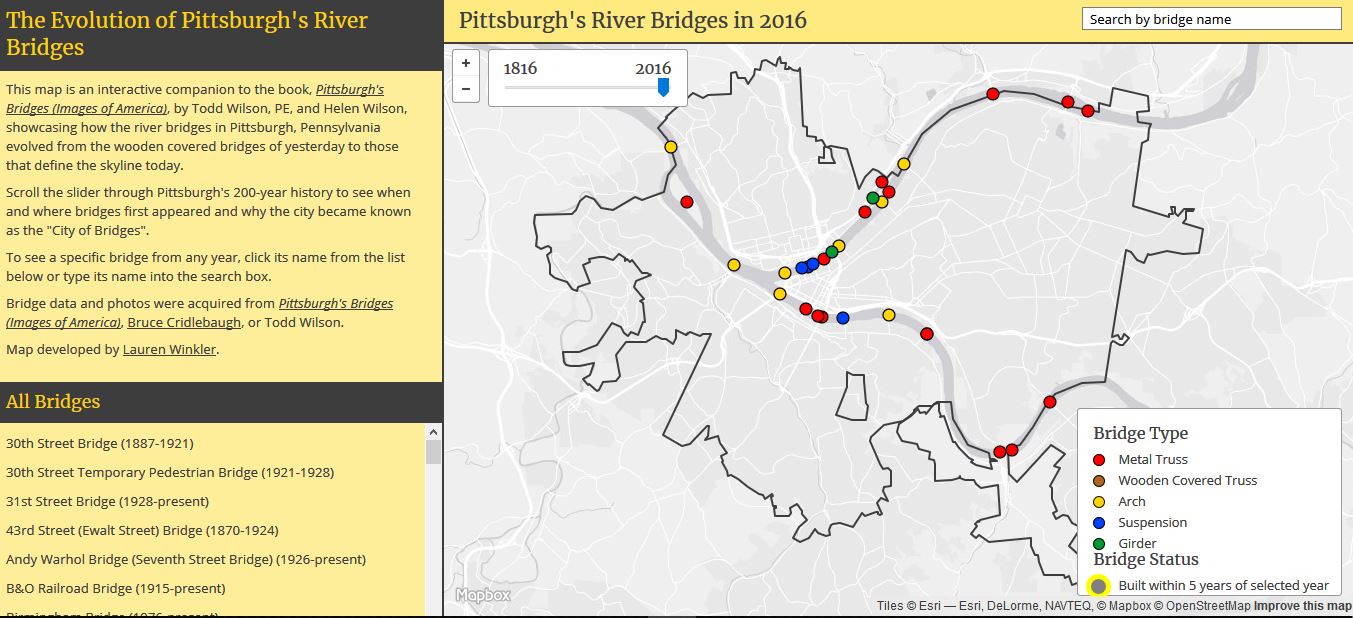 The Evolution of Pittsburgh's River
Bridges
This map is an interactive companion to the book, Pittsburgh's
Bridges (Images of America), by Todd Wilson, PE, and Helen Wilson,
showcasing how the river bridges in Pittsburgh, Pennsylvania
evolved from the wooden covered bridges of yesterday to those
that define the skyline today.
Scroll the slider through Pittsburgh's 200-year history to see when
and where bridges first appeared and why the city became known
as the "City of Bridges".
To see a specific bridge from any year, click its name from the list
below or type its name into the search box.
Bridge data and photos were acquired from Pittsburgh's Bridges
(Images of America), Bruce Cridlebaugh, or Todd Wilson.
Map developed by Lauren Winkler.
All Bridges
30th Street Bridge (1887-1921)
30th Street Temporary Pedestrian Bridge (1921-1928)
31st Street Bridge (1928-present)
43rd Street (Ewalt Street) Bridge (1870-1924)
Andy Warhol Bridge (Seventh Street Bridge) (1926-present)
B&O Railroad Bridge (1915-present)
Birmingham Bridge (1976-present)
Pittsburgh's River Bridges in 2016
Search by bridge name
+
−
1816 2016
Bridge Type
Metal Truss
Wooden Covered Truss
Arch
Suspension
Girder
Bridge Status
Built within 5 years of selected year
Mapbox
Tiles © Esri — Esri, DeLorme, NAVTEQ, © Mapbox © OpenStreetMap Improve this map